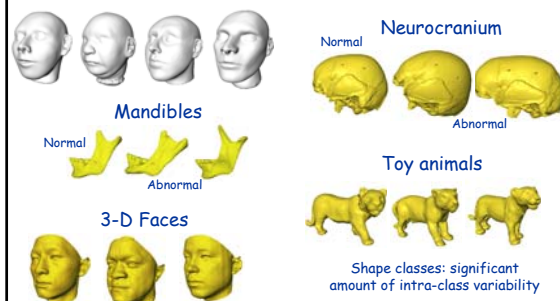 Neurocranium
Normal
Abnormal
Mandibles
Normal
Abnormal
Toy animals
3-D Faces
Shape classes: significant
amount of intra-class variability